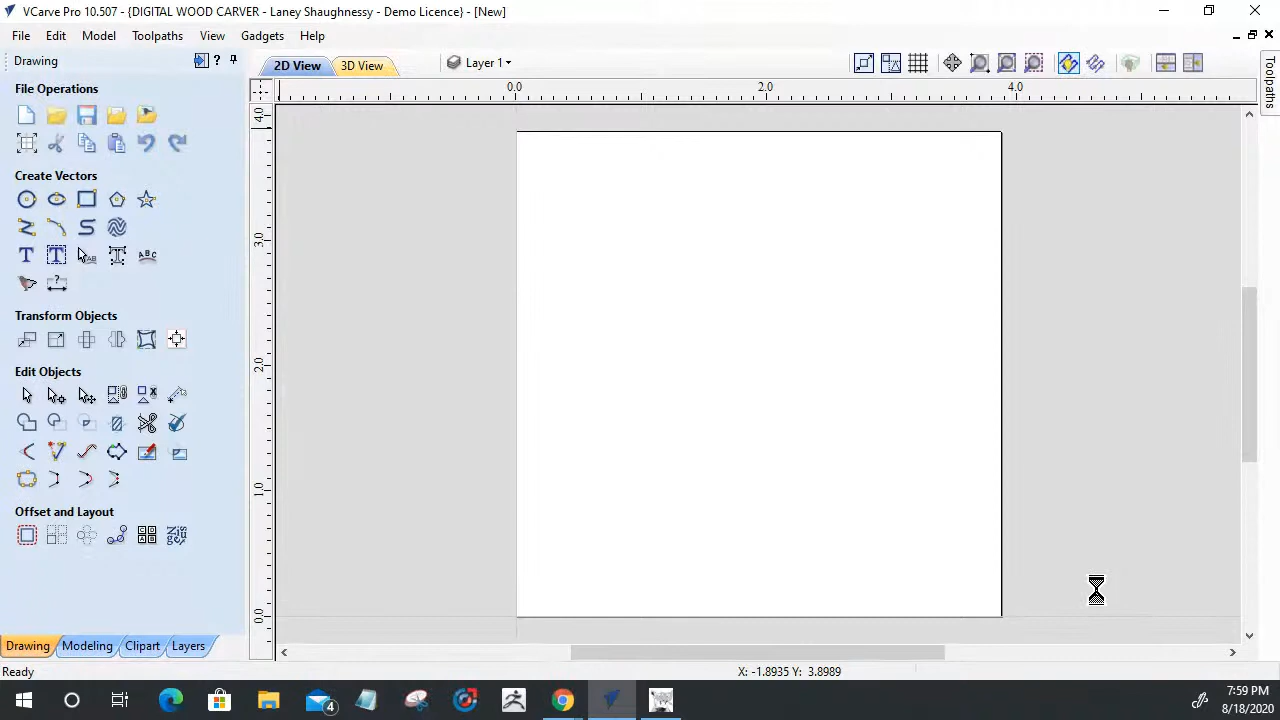 VCarve Pro 10.507 - {DIGITAL WOOD CARVER - Laney Shaughnessy - Demo Licence} - [New]
File Edit Model Toolpaths View Gadgets Help
Drawing
2D View 3D View Layer 1
File Operations
0.0 2.0 4.0
4.0
3.0
2.0
1.0
0.0
Create Vectors
Transform Objects
Edit Objects
Offset and Layout
Toolpaths
Drawing Modeling Clipart Layers
Ready
X: -1.8935 Y: 3.8989
4
7:59 PM
8/18/2020